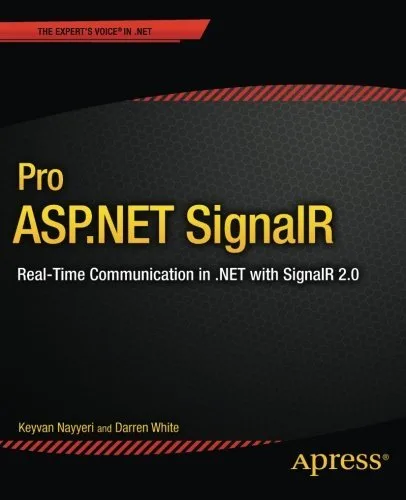 THE EXPERT'S VOICE® IN .NET
Pro
ASP.NET SignalR
Real-Time Communication in .NET with SignalR 2.0
Keyvan Nayyeri and Darren White
Apress®